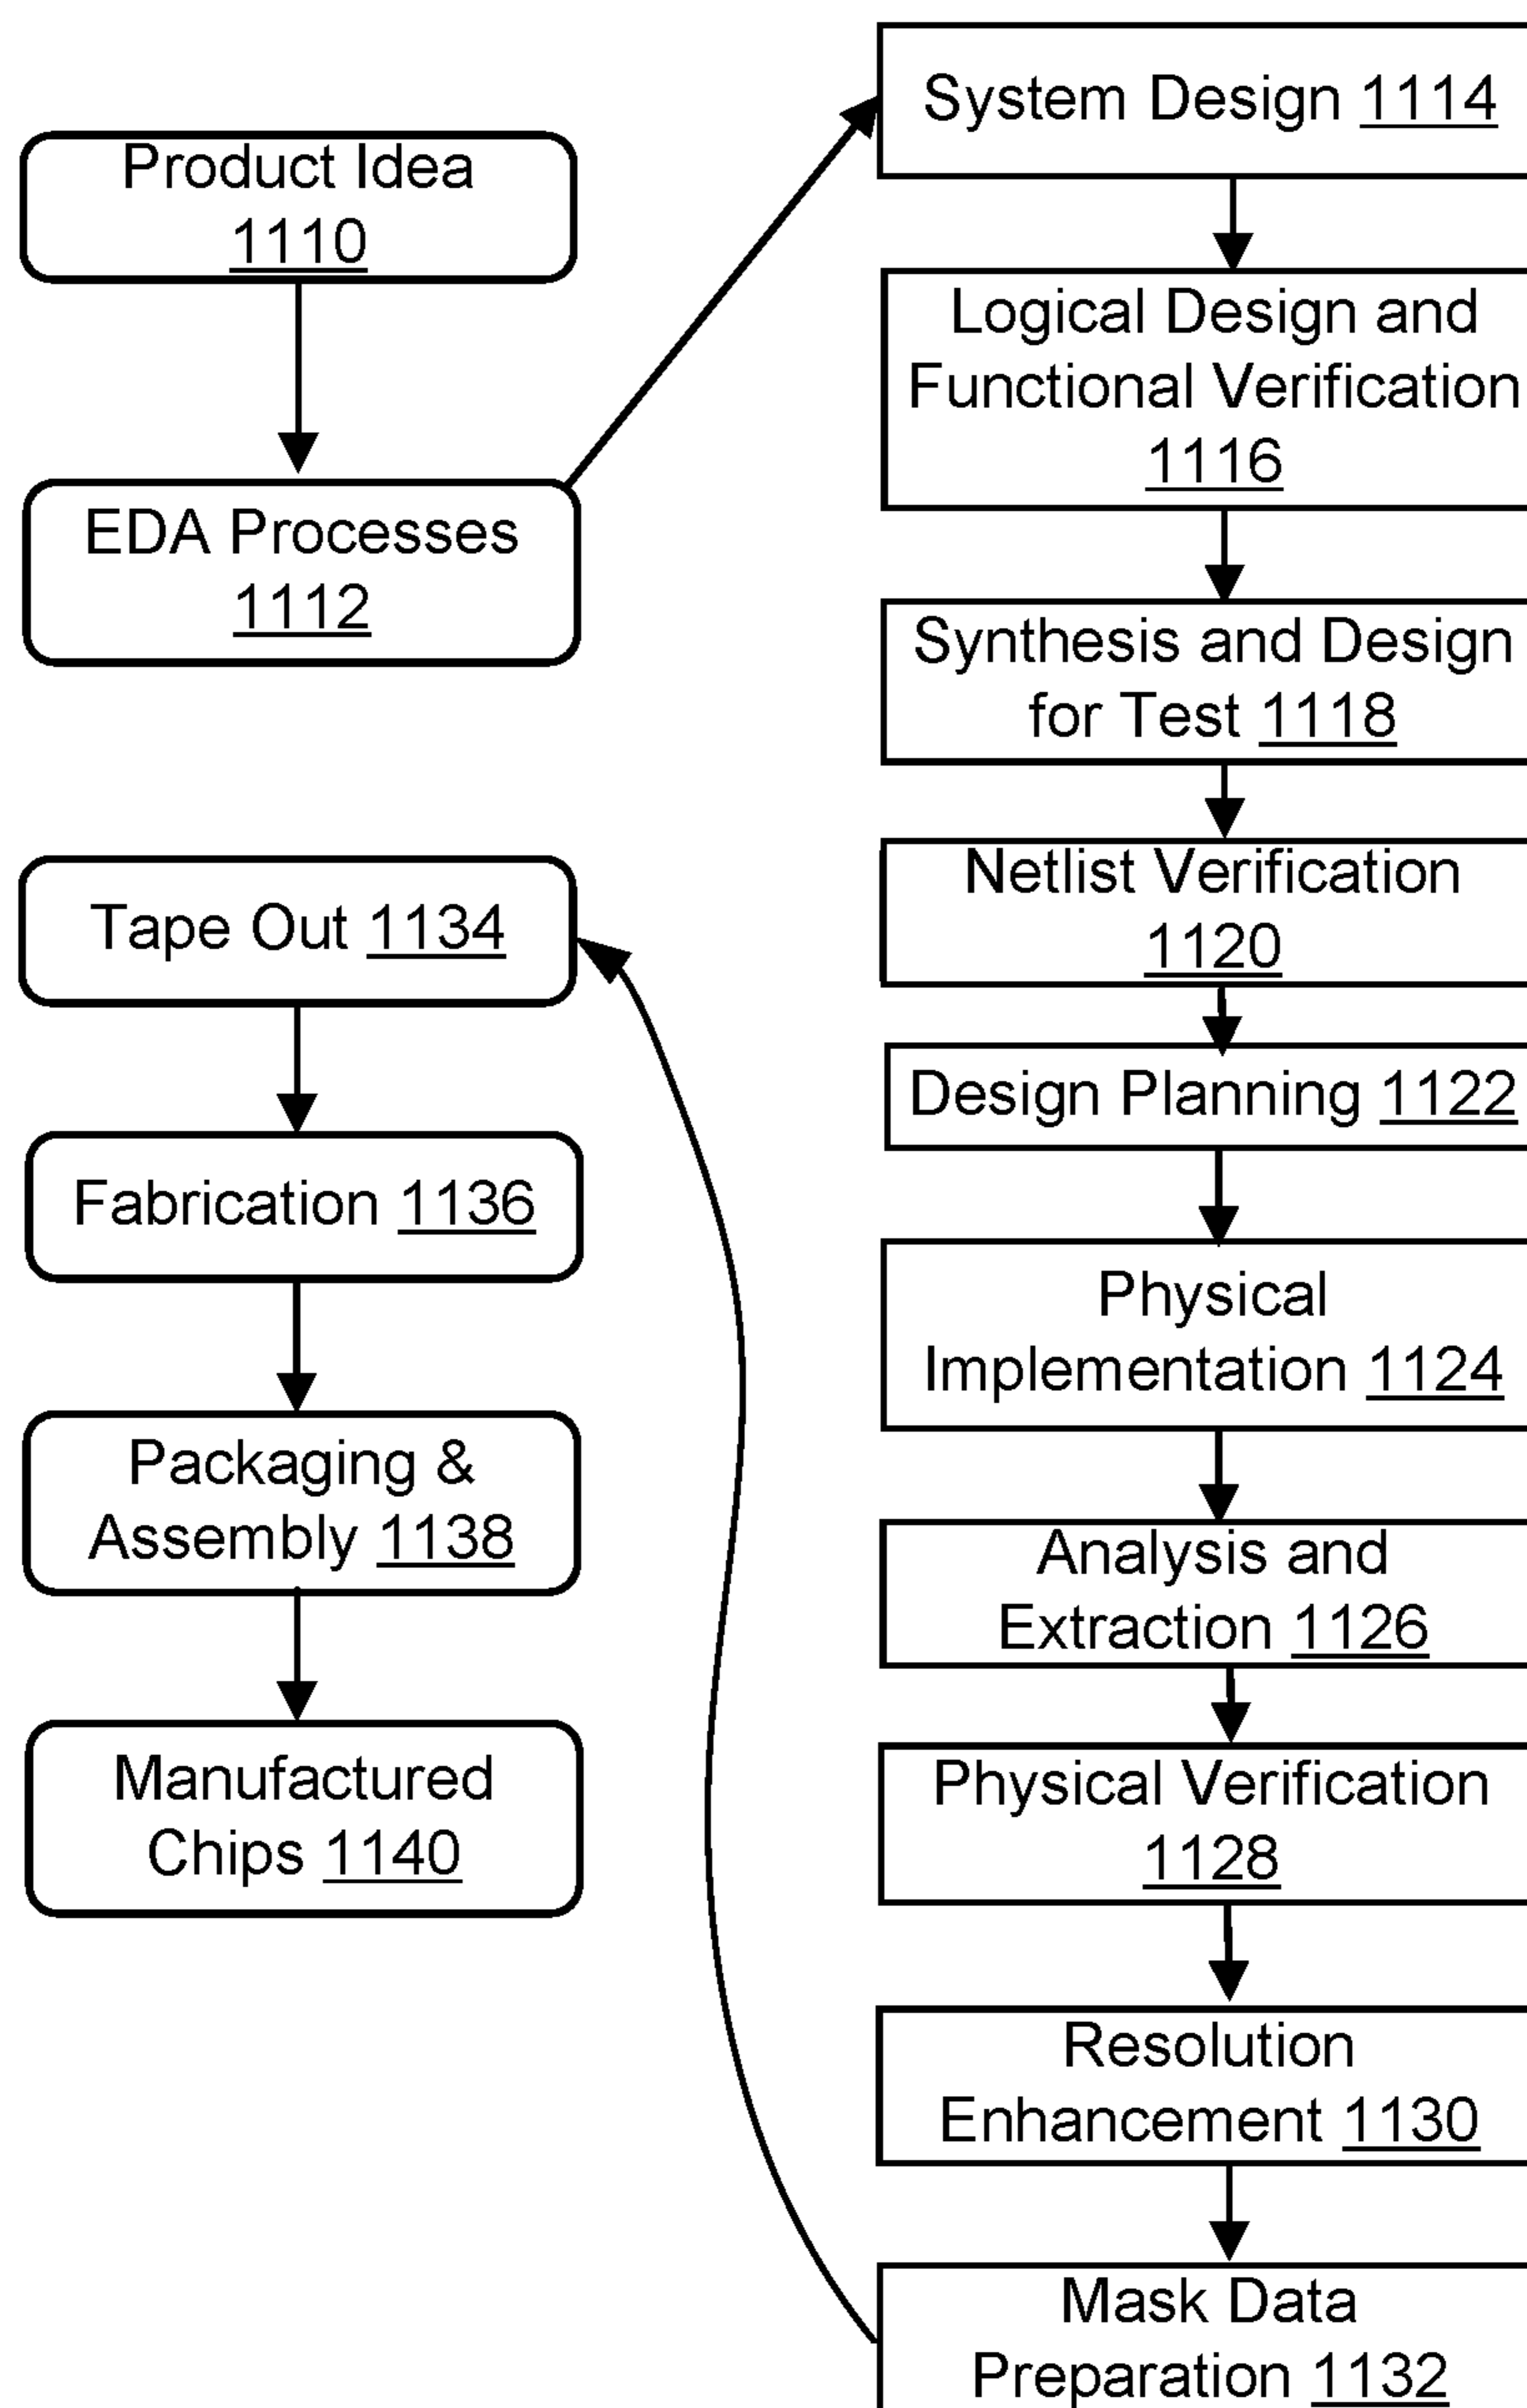 Product Idea
1110
EDA Processes
1112
System Design 1114
Logical Design and
Functional Verification
1116
Synthesis and Design
for Test 1118
Netlist Verification
1120
Design Planning 1122
Physical
Implementation 1124
Analysis and
Extraction 1126
Physical Verification
1128
Resolution
Enhancement 1130
Mask Data
Preparation 1132
Tape Out 1134
Fabrication 1136
Packaging &
Assembly 1138
Manufactured
Chips 1140